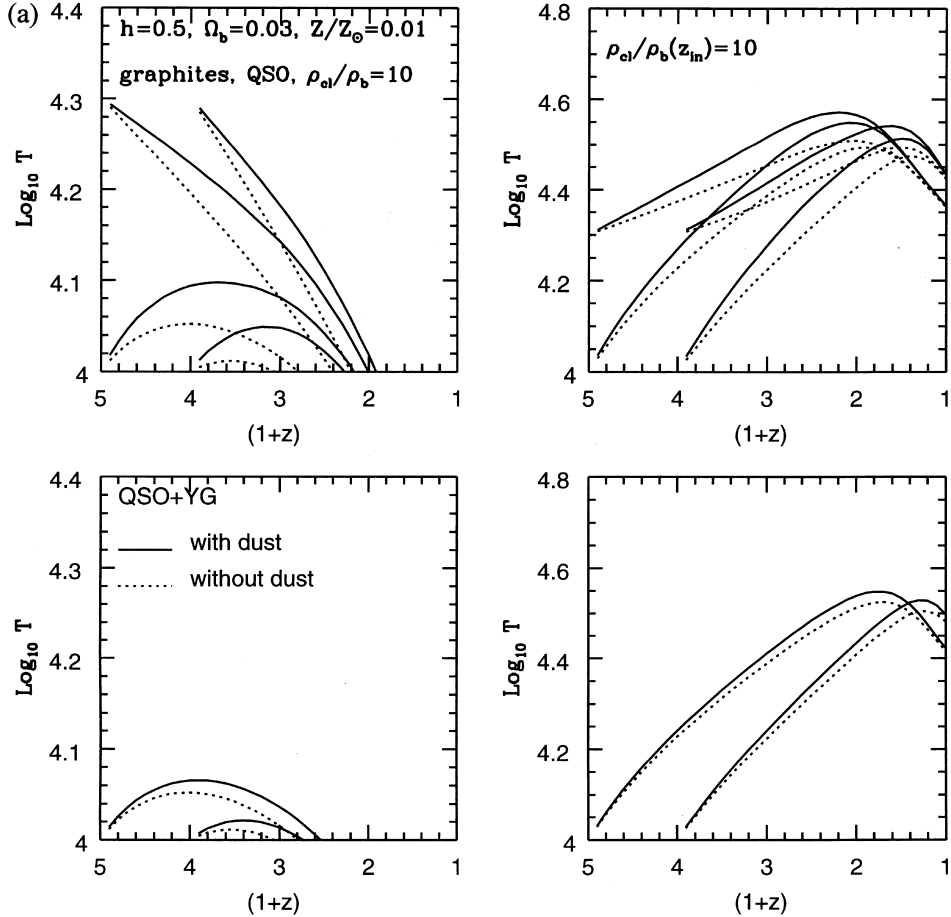 (a)
h=0.5, Ω_b=0.03, Z/Z_⊙=0.01
graphites, QSO, ρ_cl/ρ_b=10
4.4
4.3
4.2
4.1
4
Log₁₀ T
5 4 3 2 1
(1+z)
ρ_cl/ρ_b(z_in)=10
4.8
4.6
4.4
4.2
4
Log₁₀ T
5 4 3 2 1
(1+z)
QSO+YG
with dust
without dust
4.4
4.3
4.2
4.1
4
Log₁₀ T
5 4 3 2 1
(1+z)
4.8
4.6
4.4
4.2
4
Log₁₀ T
5 4 3 2 1
(1+z)